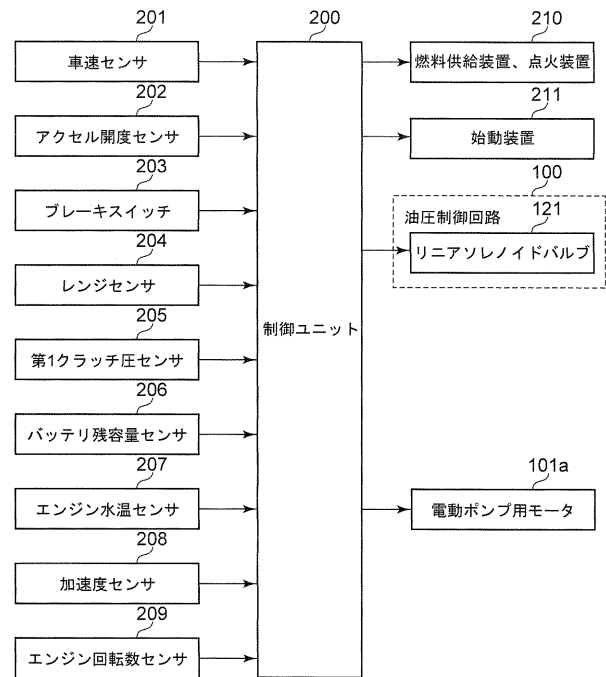 201
車速センサ
202
アクセル開度センサ
203
ブレーキスイッチ
204
レンジセンサ
205
第1クラッチ圧センサ
206
バッテリ残容量センサ
207
エンジン水温センサ
208
加速度センサ
209
エンジン回転数センサ
200
制御ユニット
210
燃料供給装置、点火装置
211
始動装置
100
油圧制御回路
121
リニアソレノイドバルブ
101a
電動ポンプ用モータ